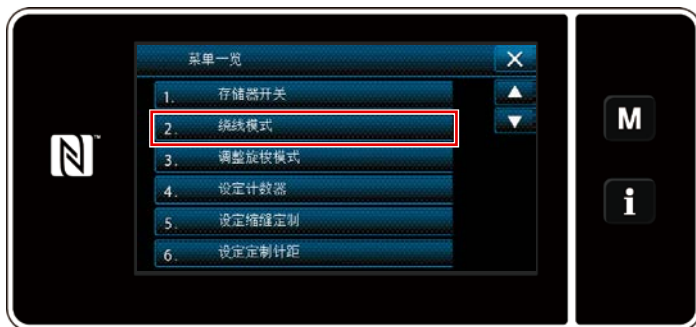 菜单一览
1. 存储器开关
2. 绕线模式
3. 调整旋梭模式
4. 设定计数器
5. 设定缩缝定制
6. 设定定制针距
M
i